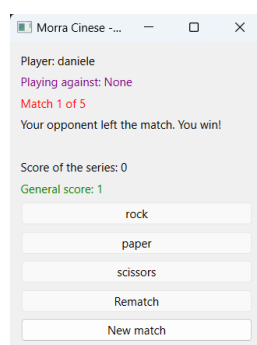 Morra Cinese -...
Player: daniele
Playing against: None
Match 1 of 5
Your opponent left the match. You win!
Score of the series: 0
General score: 1
rock
paper
scissors
Rematch
New match